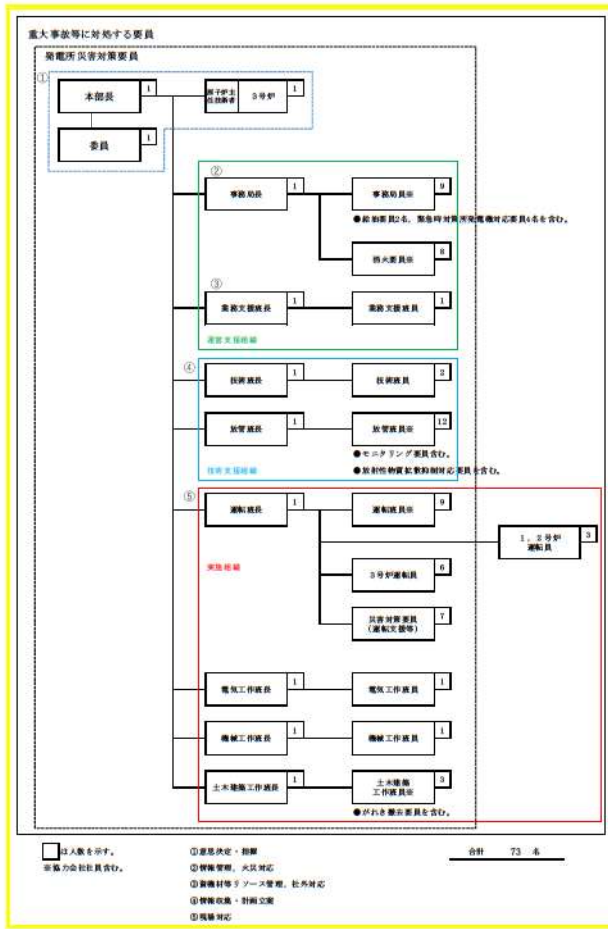 重大事故等に対処する要員
発電所災害対策要員
①
本部長 1
原子炉主任技術者 3号炉 1
委員 1
②
事務局長 1
事務局員※ 9
●給油要員2名，緊急時対策所発電機対応要員4名を含む。
消火要員※ 8
③
業務支援班長 1
業務支援班員 1
運営支援組織
④
技術班長 1
技術班員 2
放管班長 1
放管班員※ 12
●モニタリング要員含む。
●放射性物質拡散抑制対応要員を含む。
技術支援組織
⑤
運転班長 1
運転班員※ 9
1，2号炉
運転員 3
3号炉運転員 6
実施組織
災害対策要員
(運転支援等) 7
電気工作班長 1
電気工作班員 1
機械工作班長 1
機械工作班員 1
土木建築工作班長 1
土木建築
工作班員※ 3
●がれき撤去要員を含む。
は人数を示す。
※協力会社社員含む。
①意思決定・指揮
②情報管理，火災対応
③資機材等リソース管理，社外対応
④情報収集・計画立案
⑤現場対応
合計 73 名